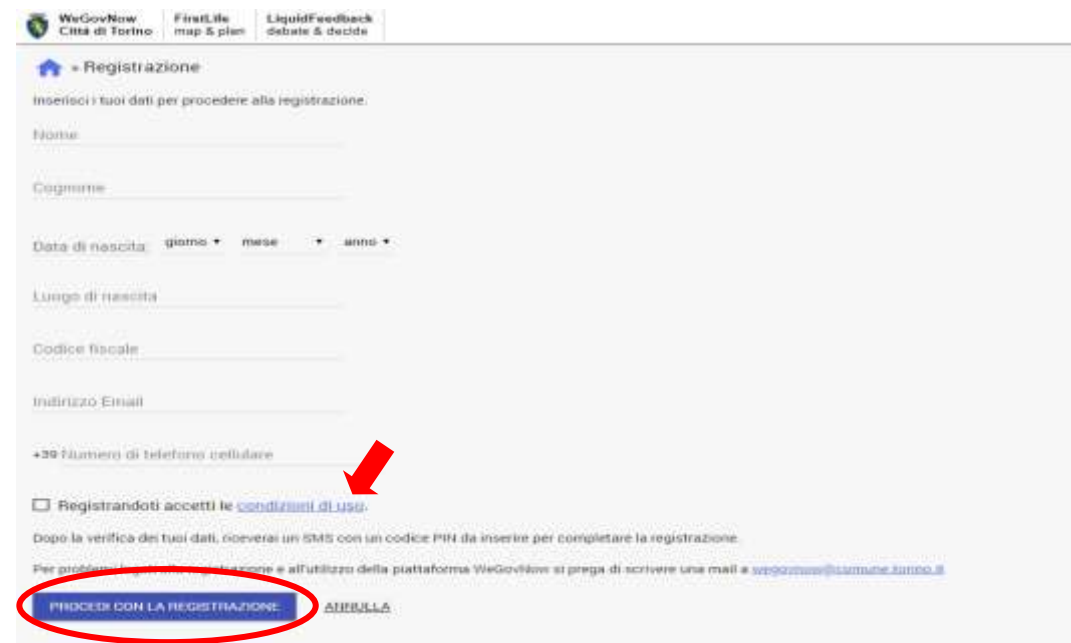 WeGovNow
Città di Torino
FirstLife
map & plan
LiquidFeedback
debate & decide
» Registrazione
Inserisci i tuoi dati per procedere alla registrazione.
Nome
Cognome
Data di nascita: giorno mese anno
Luogo di nascita
Codice fiscale
Indirizzo Email
+39 Numero di telefono cellulare
Registrandoti accetti le condizioni di uso.
Dopo la verifica dei tuoi dati, riceverai un SMS con un codice PIN da inserire per completare la registrazione.
Per problemi legati alla registrazione e all'utilizzo della piattaforma WeGovNow si prega di scrivere una mail a wegovnow@comune.torino.it
PROCEDI CON LA REGISTRAZIONE ANNULLA